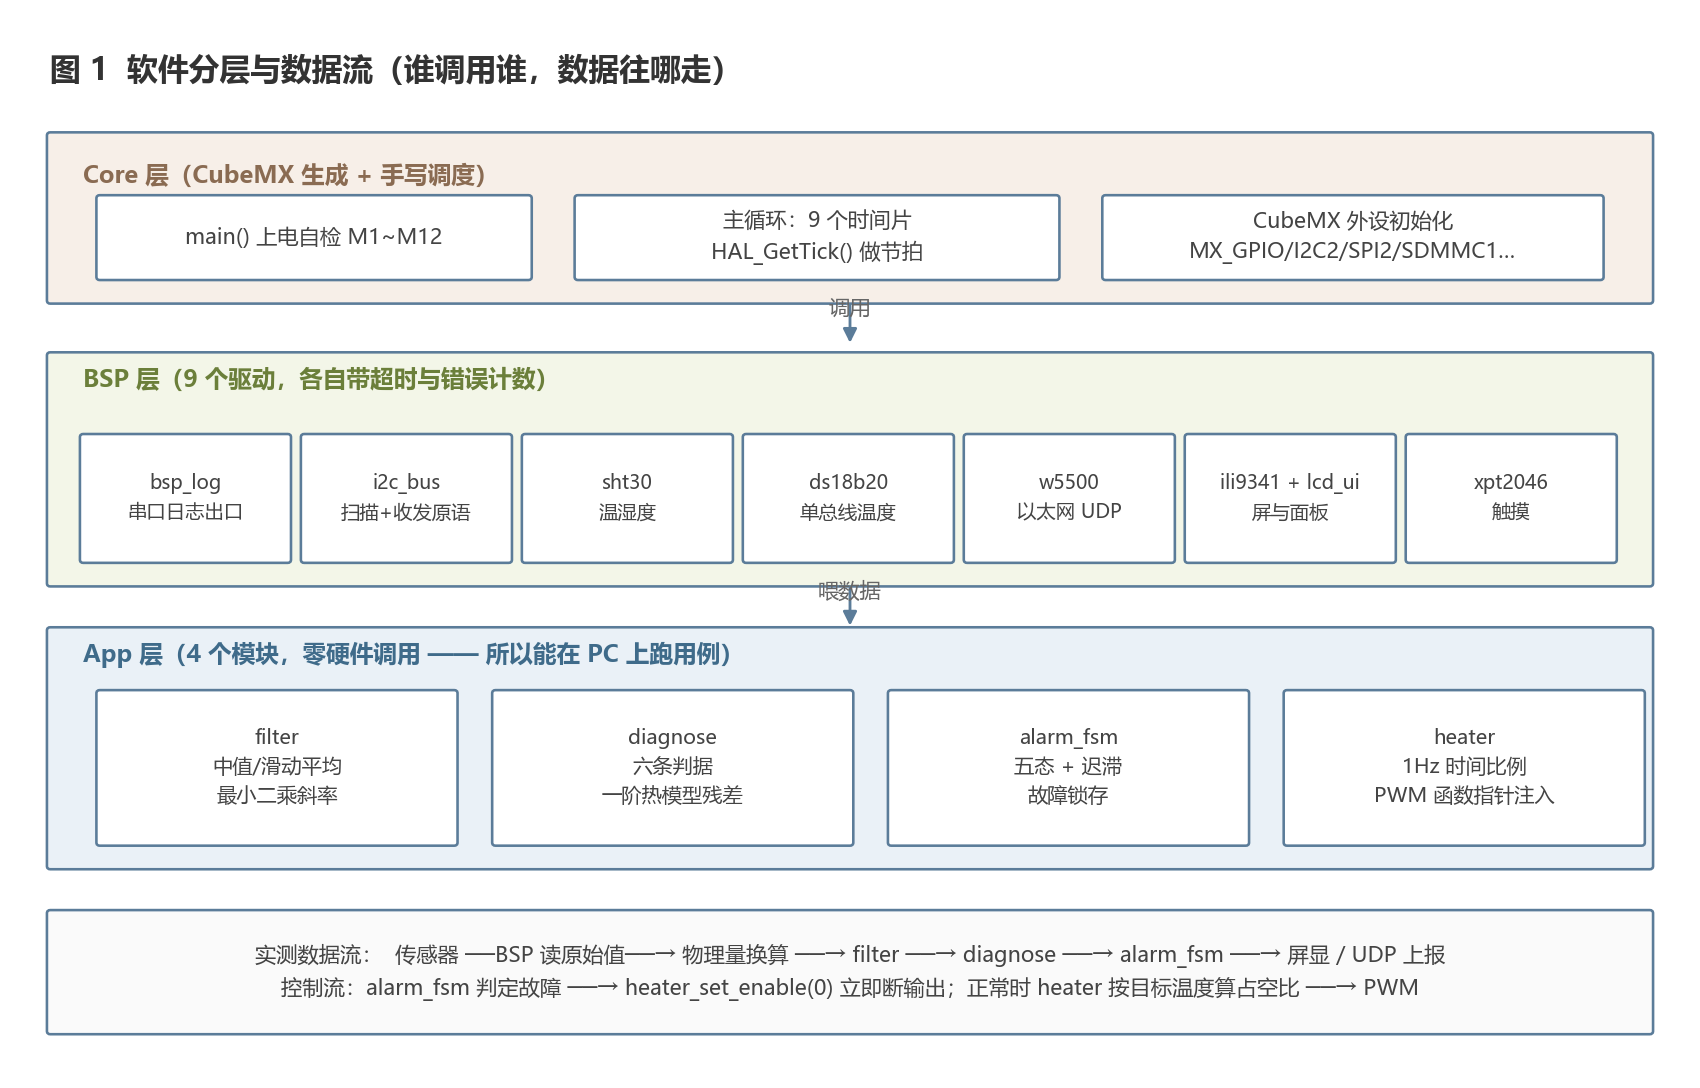 图 1 软件分层与数据流（谁调用谁，数据往哪走）
Core 层（CubeMX 生成 + 手写调度）
main() 上电自检 M1~M12
主循环：9 个时间片
HAL_GetTick() 做节拍
CubeMX 外设初始化
MX_GPIO/I2C2/SPI2/SDMMC1...
调用
BSP 层（9 个驱动，各自带超时与错误计数）
bsp_log
串口日志出口
i2c_bus
扫描+收发原语
sht30
温湿度
ds18b20
单总线温度
w5500
以太网 UDP
ili9341 + lcd_ui
屏与面板
xpt2046
触摸
喂数据
App 层（4 个模块，零硬件调用 —— 所以能在 PC 上跑用例）
filter
中值/滑动平均
最小二乘斜率
diagnose
六条判据
一阶热模型残差
alarm_fsm
五态 + 迟滞
故障锁存
heater
1Hz 时间比例
PWM 函数指针注入
实测数据流： 传感器 ──BSP 读原始值──→ 物理量换算 ──→ filter ──→ diagnose ──→ alarm_fsm ──→ 屏显 / UDP 上报
控制流：alarm_fsm 判定故障 ──→ heater_set_enable(0) 立即断输出；正常时 heater 按目标温度算占空比 ──→ PWM